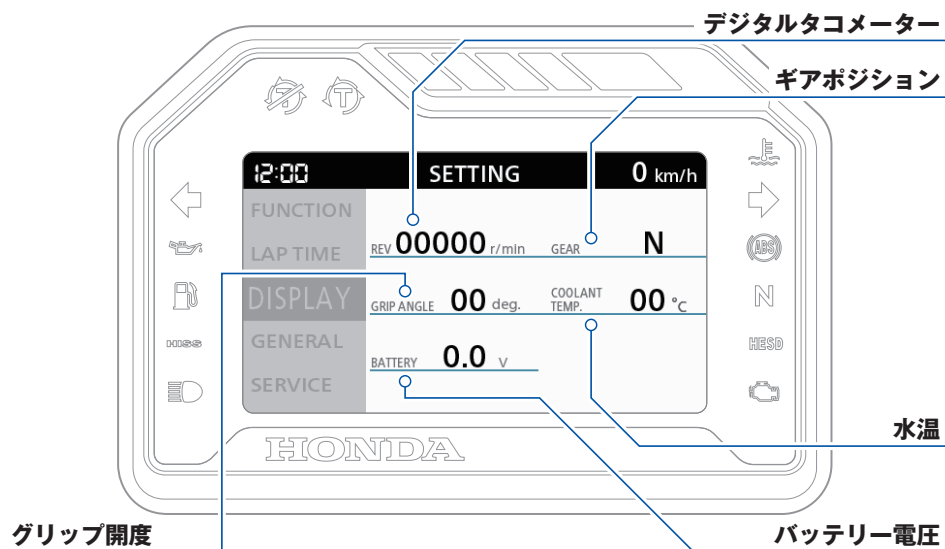 デジタルタコメーター
ギアポジション
12:00 SETTING 0 km/h
FUNCTION
LAP TIME
DISPLAY
GENERAL
SERVICE
REV 00000 r/min GEAR N
GRIP ANGLE 00 deg. COOLANT TEMP. 00 °C
BATTERY 0.0 V
T
T
ABS
N
HISS
HESD
HONDA
水温
グリップ開度
バッテリー電圧